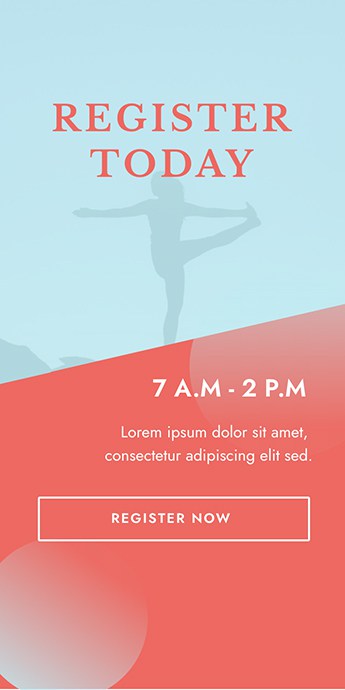 REGISTER
TODAY
7 A.M - 2 P.M
Lorem ipsum dolor sit amet,
consectetur adipiscing elit sed.
REGISTER NOW